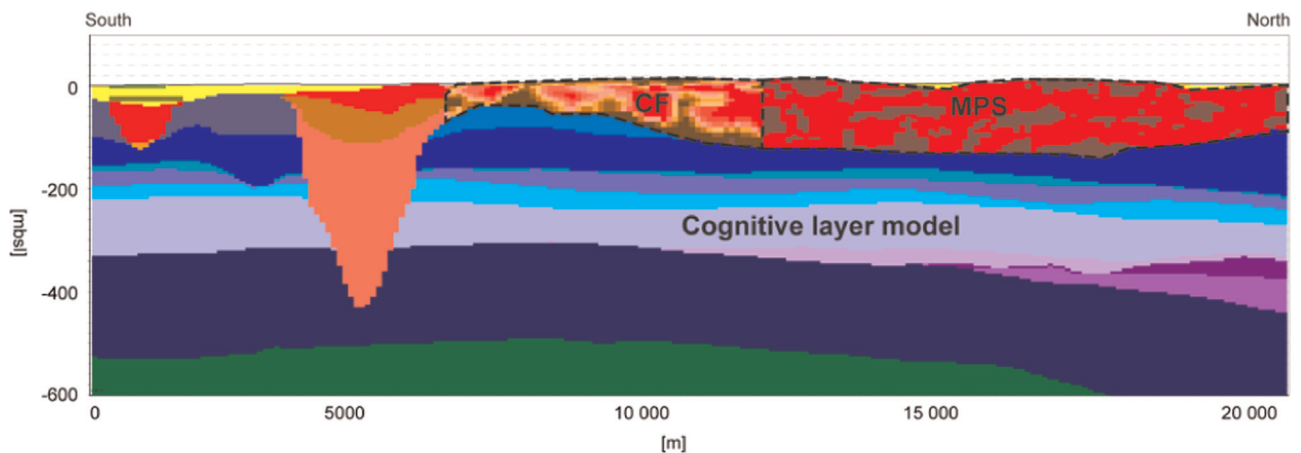 South
North
0
CF
MPS
-200
Cognitive layer model
[mbsl]
-400
-600
0
5000
10 000
15 000
20 000
[m]